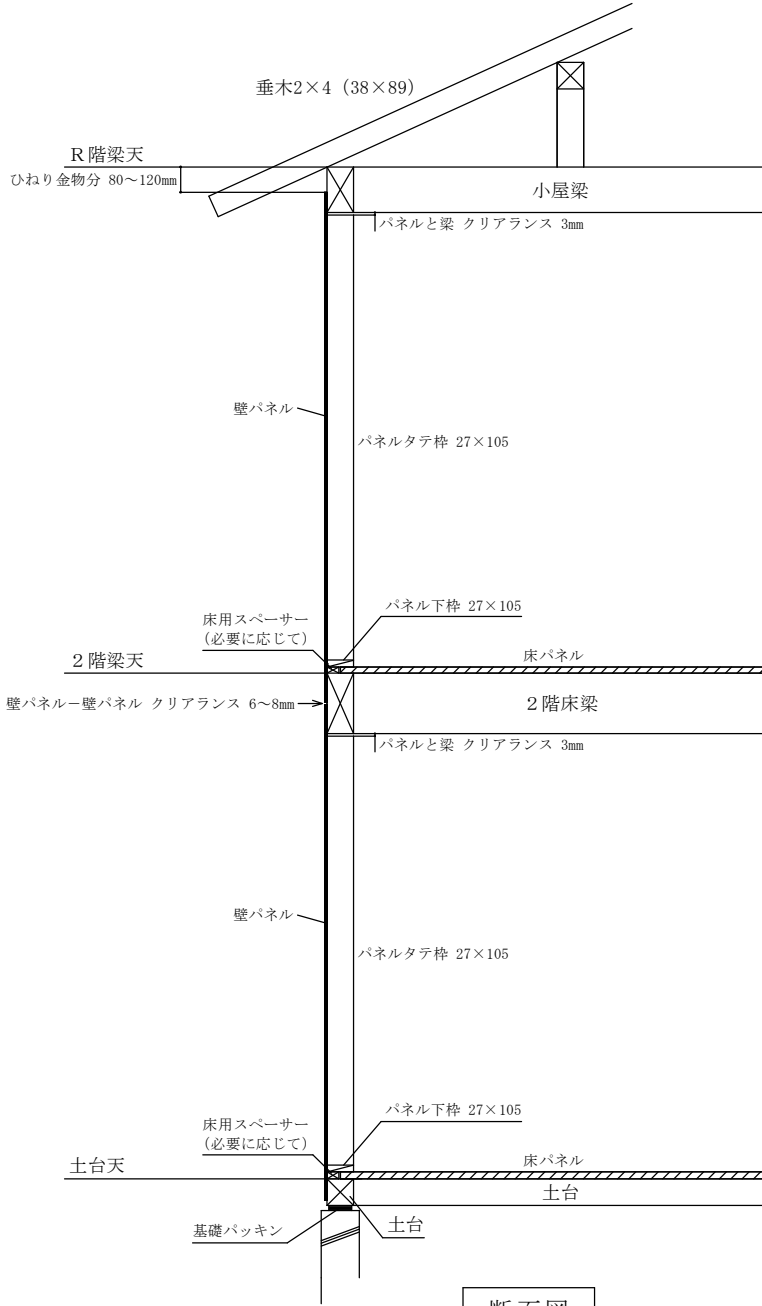 垂木2×4（38×89）
Ｒ階梁天
ひねり金物分 80～120mm
小屋梁
パネルと梁 クリアランス 3mm
壁パネル
パネルタテ枠 27×105
パネル下枠 27×105
床用スペーサー
(必要に応じて)
２階梁天
床パネル
壁パネル－壁パネル クリアランス 6～8mm
２階床梁
パネルと梁 クリアランス 3mm
壁パネル
パネルタテ枠 27×105
パネル下枠 27×105
床用スペーサー
(必要に応じて)
土台天
床パネル
土台
基礎パッキン
土台
断面図